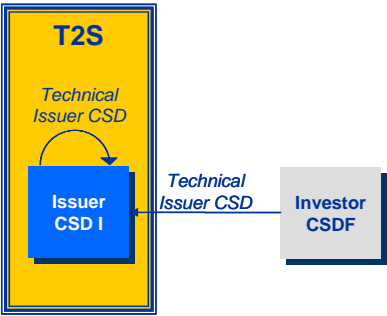 T2S
Technical
Issuer CSD
Issuer
CSD I
Technical
Issuer CSD
Investor
CSDF